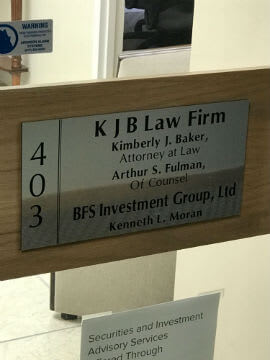 WARNING
403
K J B Law Firm
Kimberly J. Baker,
Attorney at Law
Arthur S. Fulman,
Of Counsel
BFS Investment Group, Ltd
Kenneth L. Moran
Securities and Investment
Advisory Services
Through